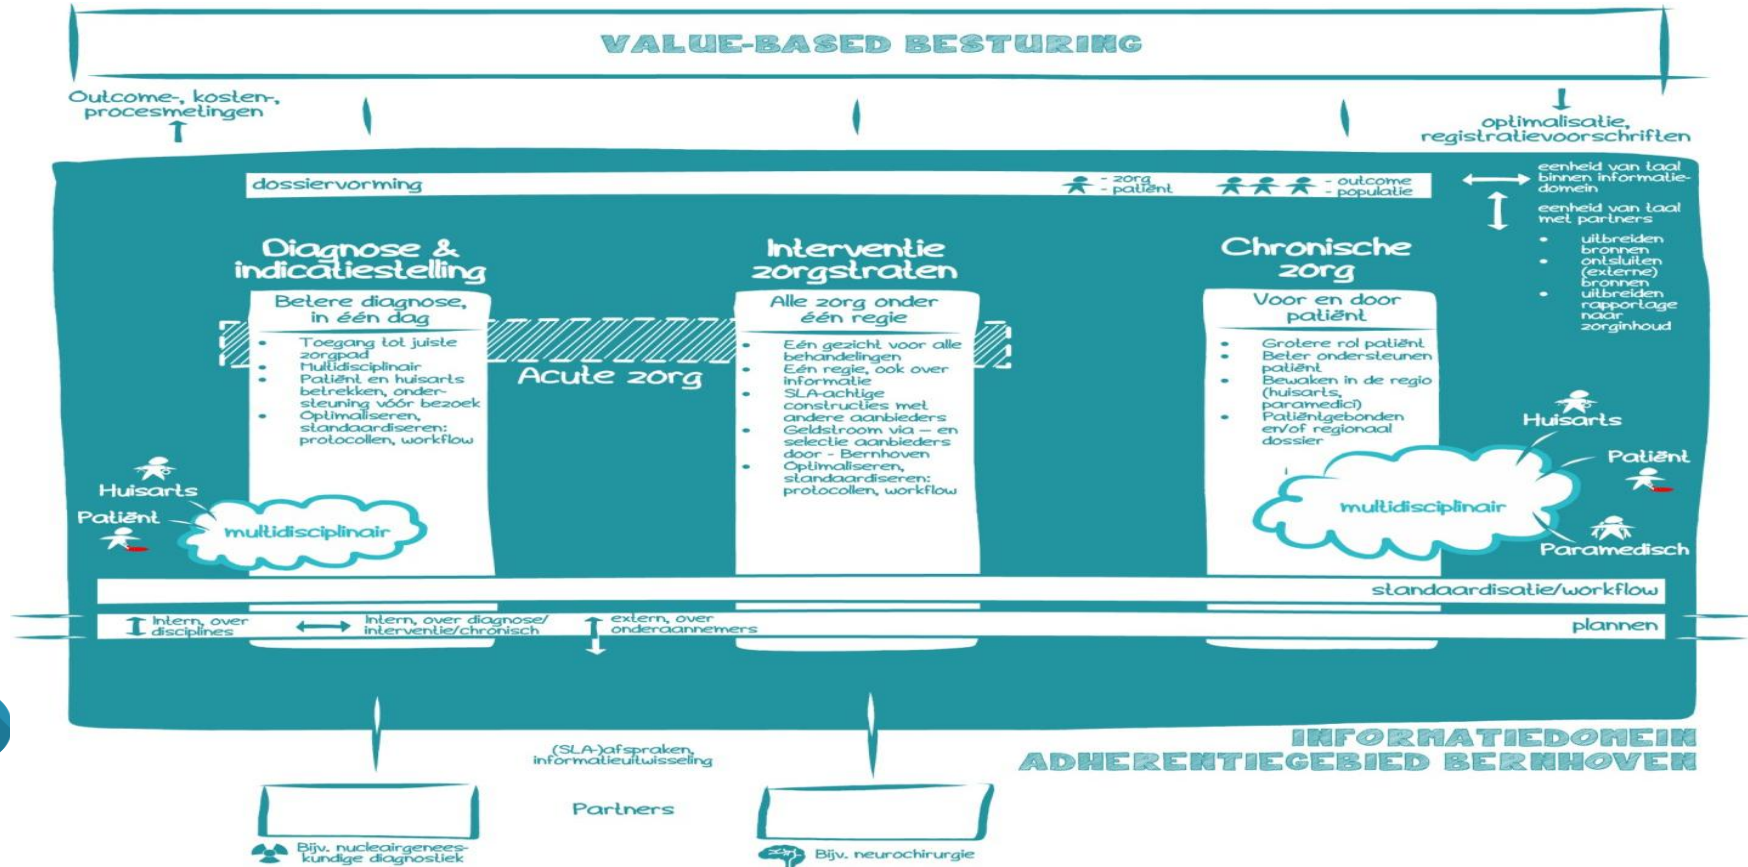 VALUE-BASED BESTURING
Outcome-, kosten-,
procesmetingen
optimalisatie,
registratievoorschriften
dossiervorming
- zorg
- patiënt
- outcome
- populatie
eenheid van taal
binnen informatie-
domein
eenheid van taal
met partners
• uitbreiden
bronnen
• ontsluiten
(externe)
bronnen
• uitbreiden
rapportage
naar
zorginhoud
Diagnose &
indicatiestelling
Betere diagnose,
in één dag
• Toegang tot juiste
zorgpad
• Multidisciplinair
• Patiënt en huisarts
betrekken, onder-
steuning vóór bezoek
• Optimaliseren,
standaardiseren:
protocollen, workflow
Acute zorg
Interventie
zorgstraten
Alle zorg onder
één regie
• Eén gezicht voor alle
behandelingen
• Eén regie, ook over
informatie
• SLA-achtige
constructies met
andere aanbieders
• Geldstroom via – en
selectie aanbieders
door - Bernhoven
• Optimaliseren,
standaardiseren:
protocollen, workflow
Chronische
zorg
Voor en door
patiënt
• Grotere rol patiënt
• Beter ondersteunen
patiënt
• Bewaken in de regio
(huisarts,
paramedici)
• Patiëntgebonden
en/of regionaal
dossier
Huisarts
Patiënt
multidisciplinair
Huisarts
Patiënt
Paramedisch
multidisciplinair
standaardisatie/workflow
Intern, over
disciplines
Intern, over diagnose/
interventie/chronisch
extern, over
onderaannemers
plannen
INFORMATIEDOMEIN
ADHERENTIEGEBIED BERNHOVEN
(SLA-)afspraken,
informatieuitwisseling
Partners
Bijv. nucleairgenees-
kundige diagnostiek
Bijv. neurochirurgie